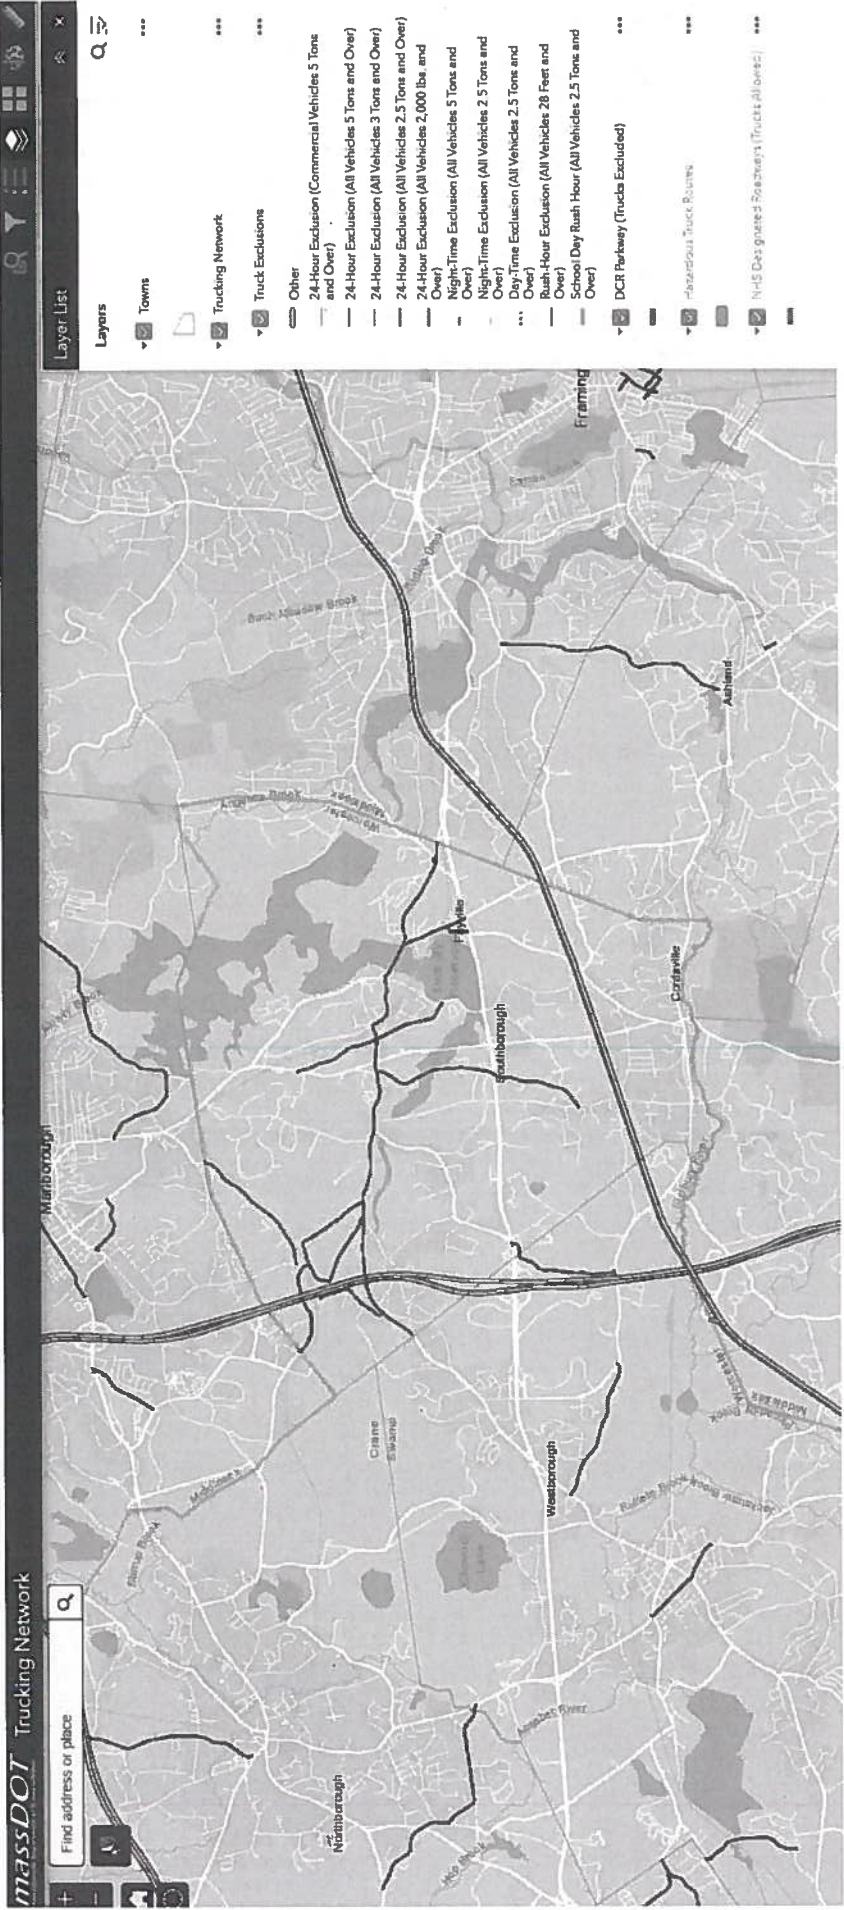 massDOT Trucking Network
Find address or place
Layer List
Layers
Towns
Trucking Network
Truck Exclusions
Other
24-Hour Exclusion (Commercial Vehicles 5 Tons
and Over)
24-Hour Exclusion (All Vehicles 5 Tons and Over)
24-Hour Exclusion (All Vehicles 3 Tons and Over)
24-Hour Exclusion (All Vehicles 2.5 Tons and Over)
24-Hour Exclusion (All Vehicles 2,000 lbs. and
Over)
Night-Time Exclusion (All Vehicles 5 Tons and
Over)
Night-Time Exclusion (All Vehicles 2.5 Tons and
Over)
Day-Time Exclusion (All Vehicles 2.5 Tons and
Over)
Rush-Hour Exclusion (All Vehicles 28 Feet and
Over)
School Day Rush Hour (All Vehicles 2.5 Tons and
Over)
DCR Parkway (Trucks Excluded)
Hazardous Truck Routes
NHS Designated Roadways (Trucks Allowed)
Marlborough
Northborough
Crane
Swamp
Westborough
Southborough
Fayville
Cordaville
Ashland
Framing
Assabet River
Hop Brook
Rutters Brook
Jackstraw Brook
Middlesex
Worcester